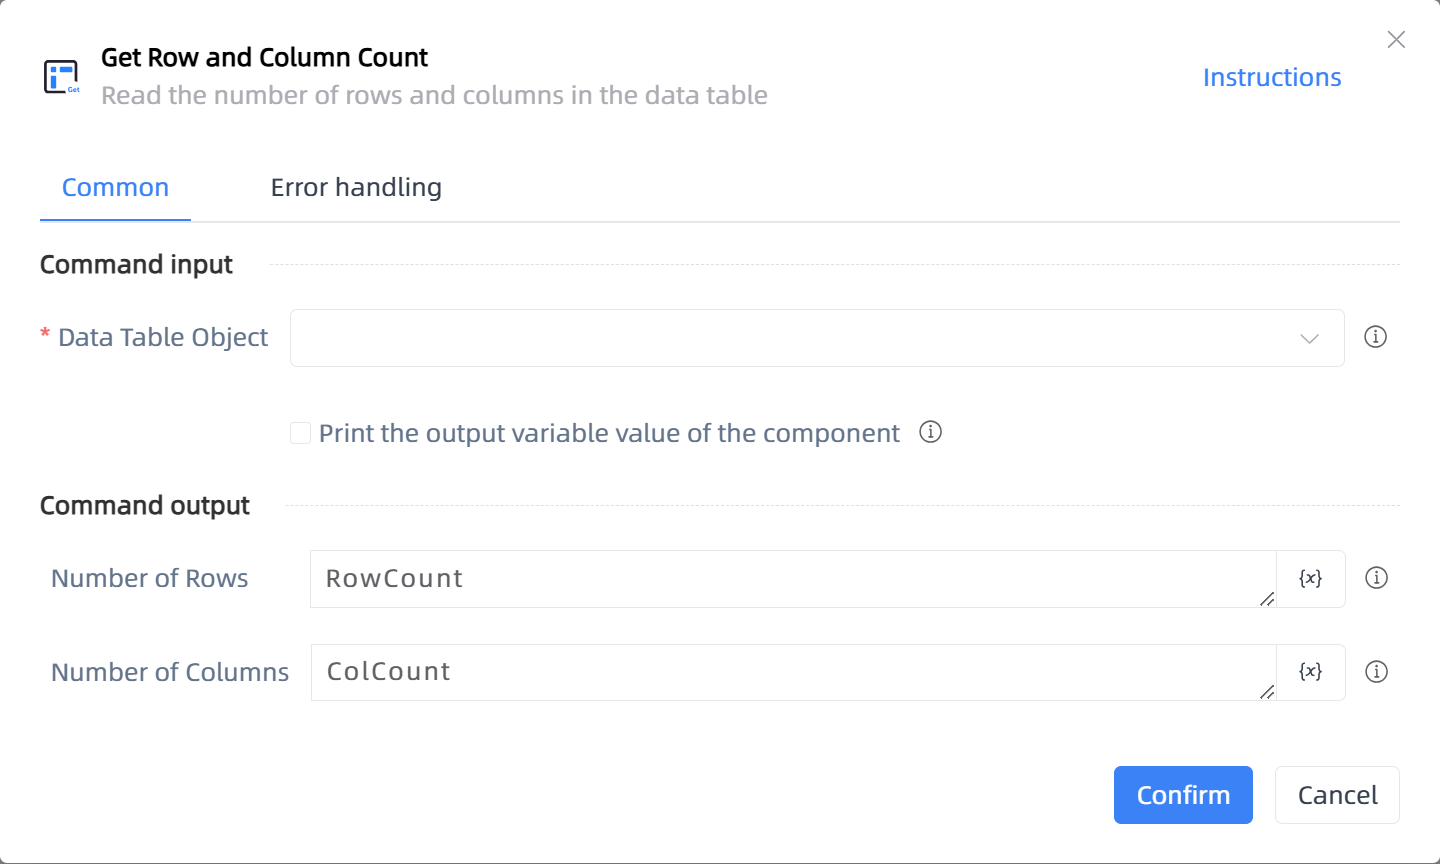 Get Row and Column Count
Get
Read the number of rows and columns in the data table
Instructions
Common
Error handling
Command input
* Data Table Object
Print the output variable value of the component
Command output
Number of Rows
RowCount
{x}
Number of Columns
ColCount
{x}
Confirm
Cancel